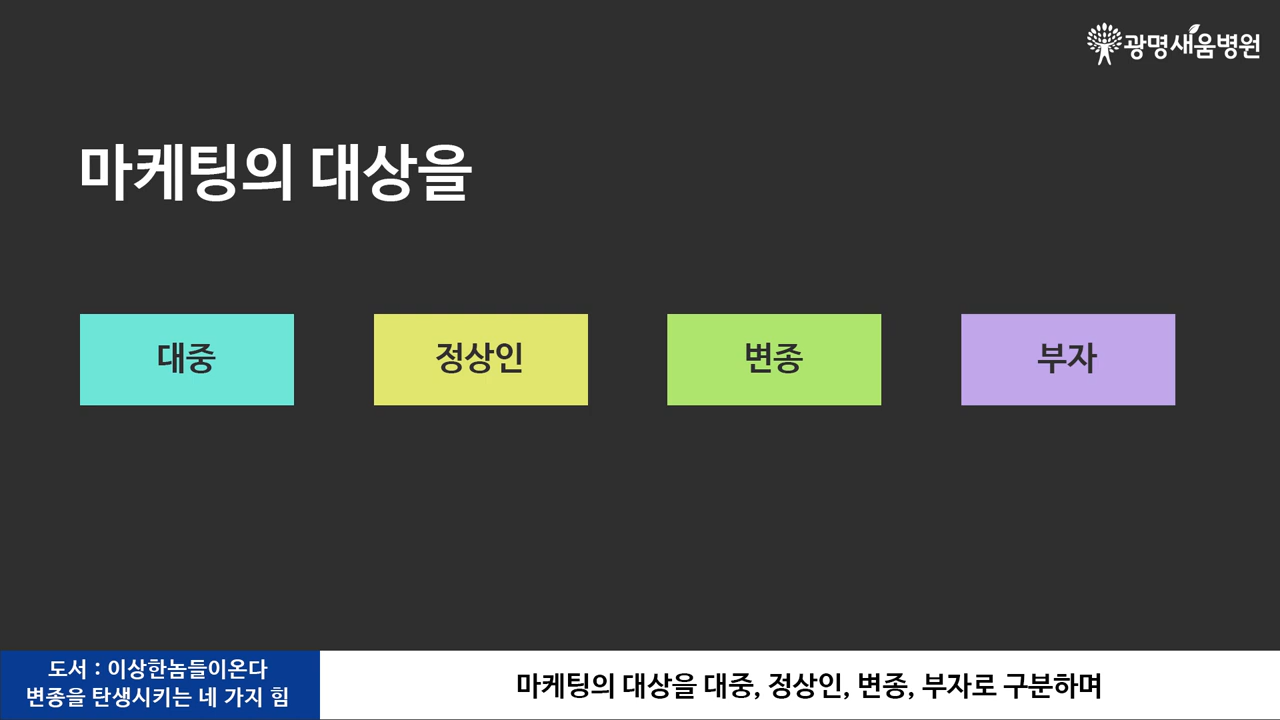 광명새움병원
마케팅의 대상을
대중
정상인
변종
부자
도서 : 이상한놈들이온다
변종을 탄생시키는 네 가지 힘
마케팅의 대상을 대중, 정상인, 변종, 부자로 구분하며